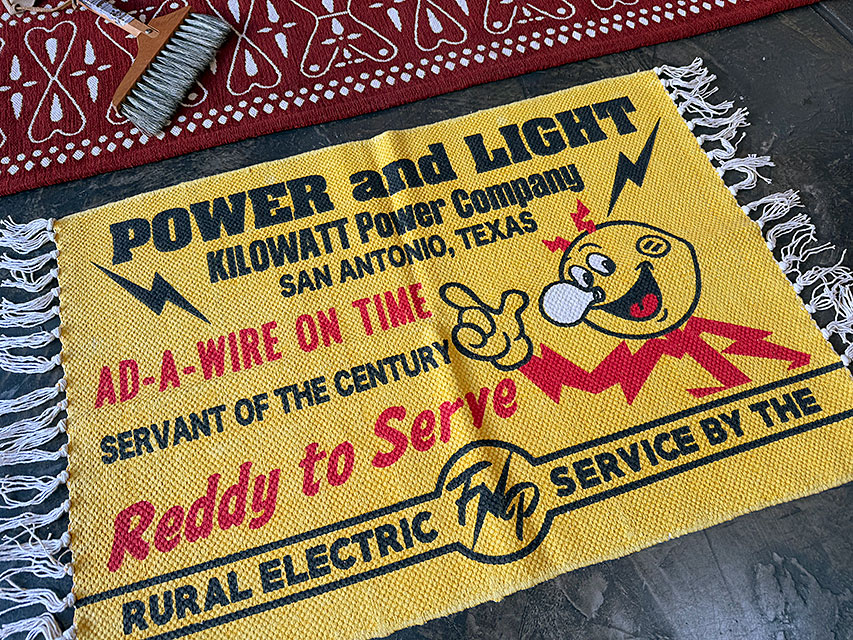 POWER and LIGHT
KILOWATT Power Company
SAN ANTONIO, TEXAS
AD-A-WIRE ON TIME
SERVANT OF THE CENTURY
Reddy to Serve
RURAL ELECTRIC
SERVICE BY THE